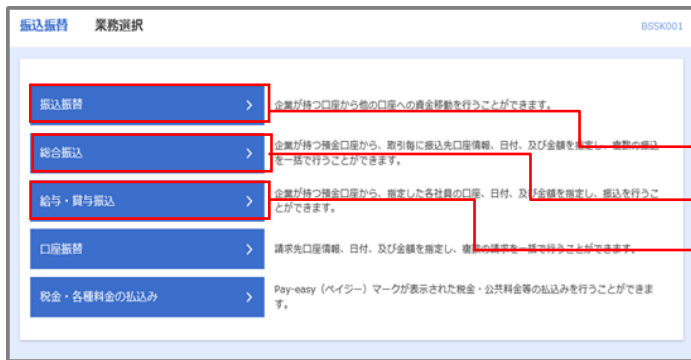 振込振替 業務選択 BSSK001
振込振替 企業が持つ口座から他の口座への資金移動を行うことができます。
総合振込 企業が持つ預金口座から、取引毎に振込先口座情報、日付、及び金額を指定し、複数の振込
を一括で行うことができます。
給与・賞与振込 企業が持つ預金口座から、指定した各社員の口座、日付、及び金額を指定し、振込を行うこ
とができます。
口座振替 請求先口座情報、日付、及び金額を指定し、複数の請求を一括で行うことができます。
税金・各種料金の払込み Pay-easy（ペイジー）マークが表示された税金・公共料金等の払込みを行うことができま
す。